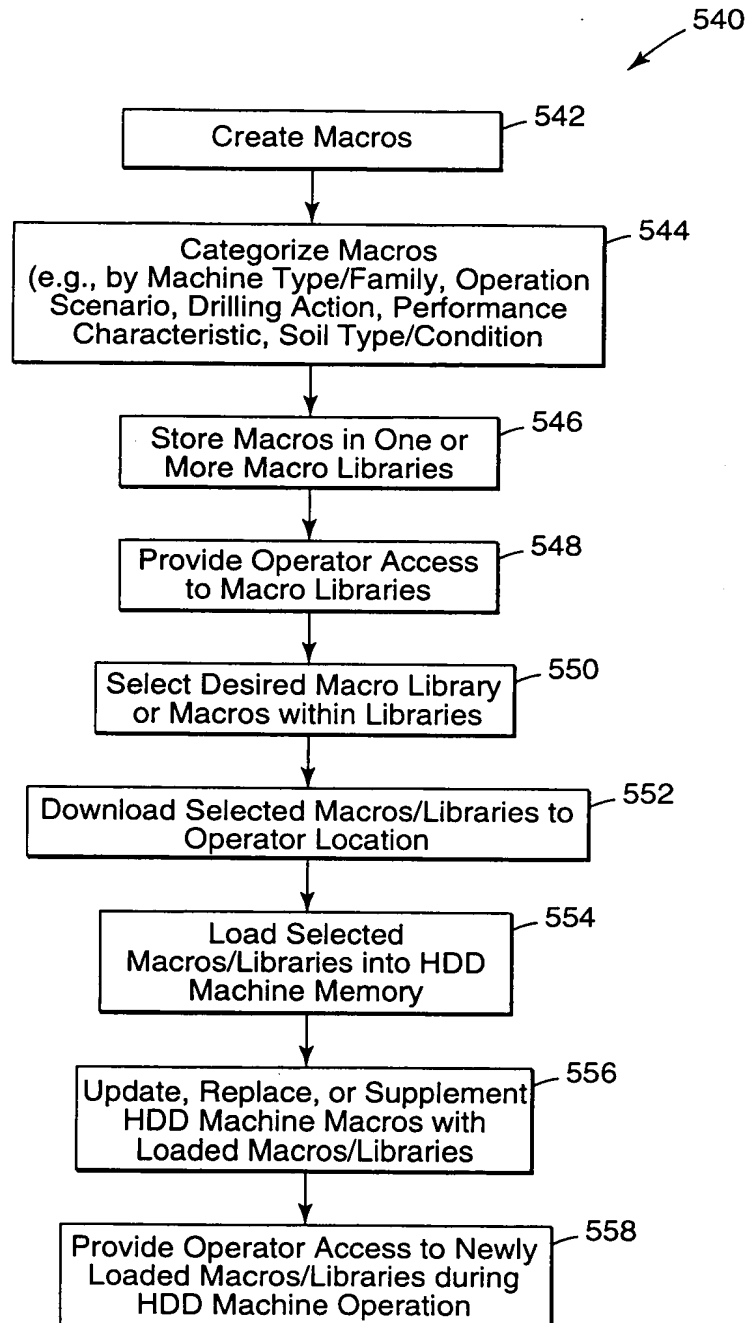 540
Create Macros
542
Categorize Macros
(e.g., by Machine Type/Family, Operation
Scenario, Drilling Action, Performance
Characteristic, Soil Type/Condition
544
Store Macros in One or
More Macro Libraries
546
Provide Operator Access
to Macro Libraries
548
Select Desired Macro Library
or Macros within Libraries
550
Download Selected Macros/Libraries to
Operator Location
552
Load Selected
Macros/Libraries into HDD
Machine Memory
554
Update, Replace, or Supplement
HDD Machine Macros with
Loaded Macros/Libraries
556
Provide Operator Access to Newly
Loaded Macros/Libraries during
HDD Machine Operation
558